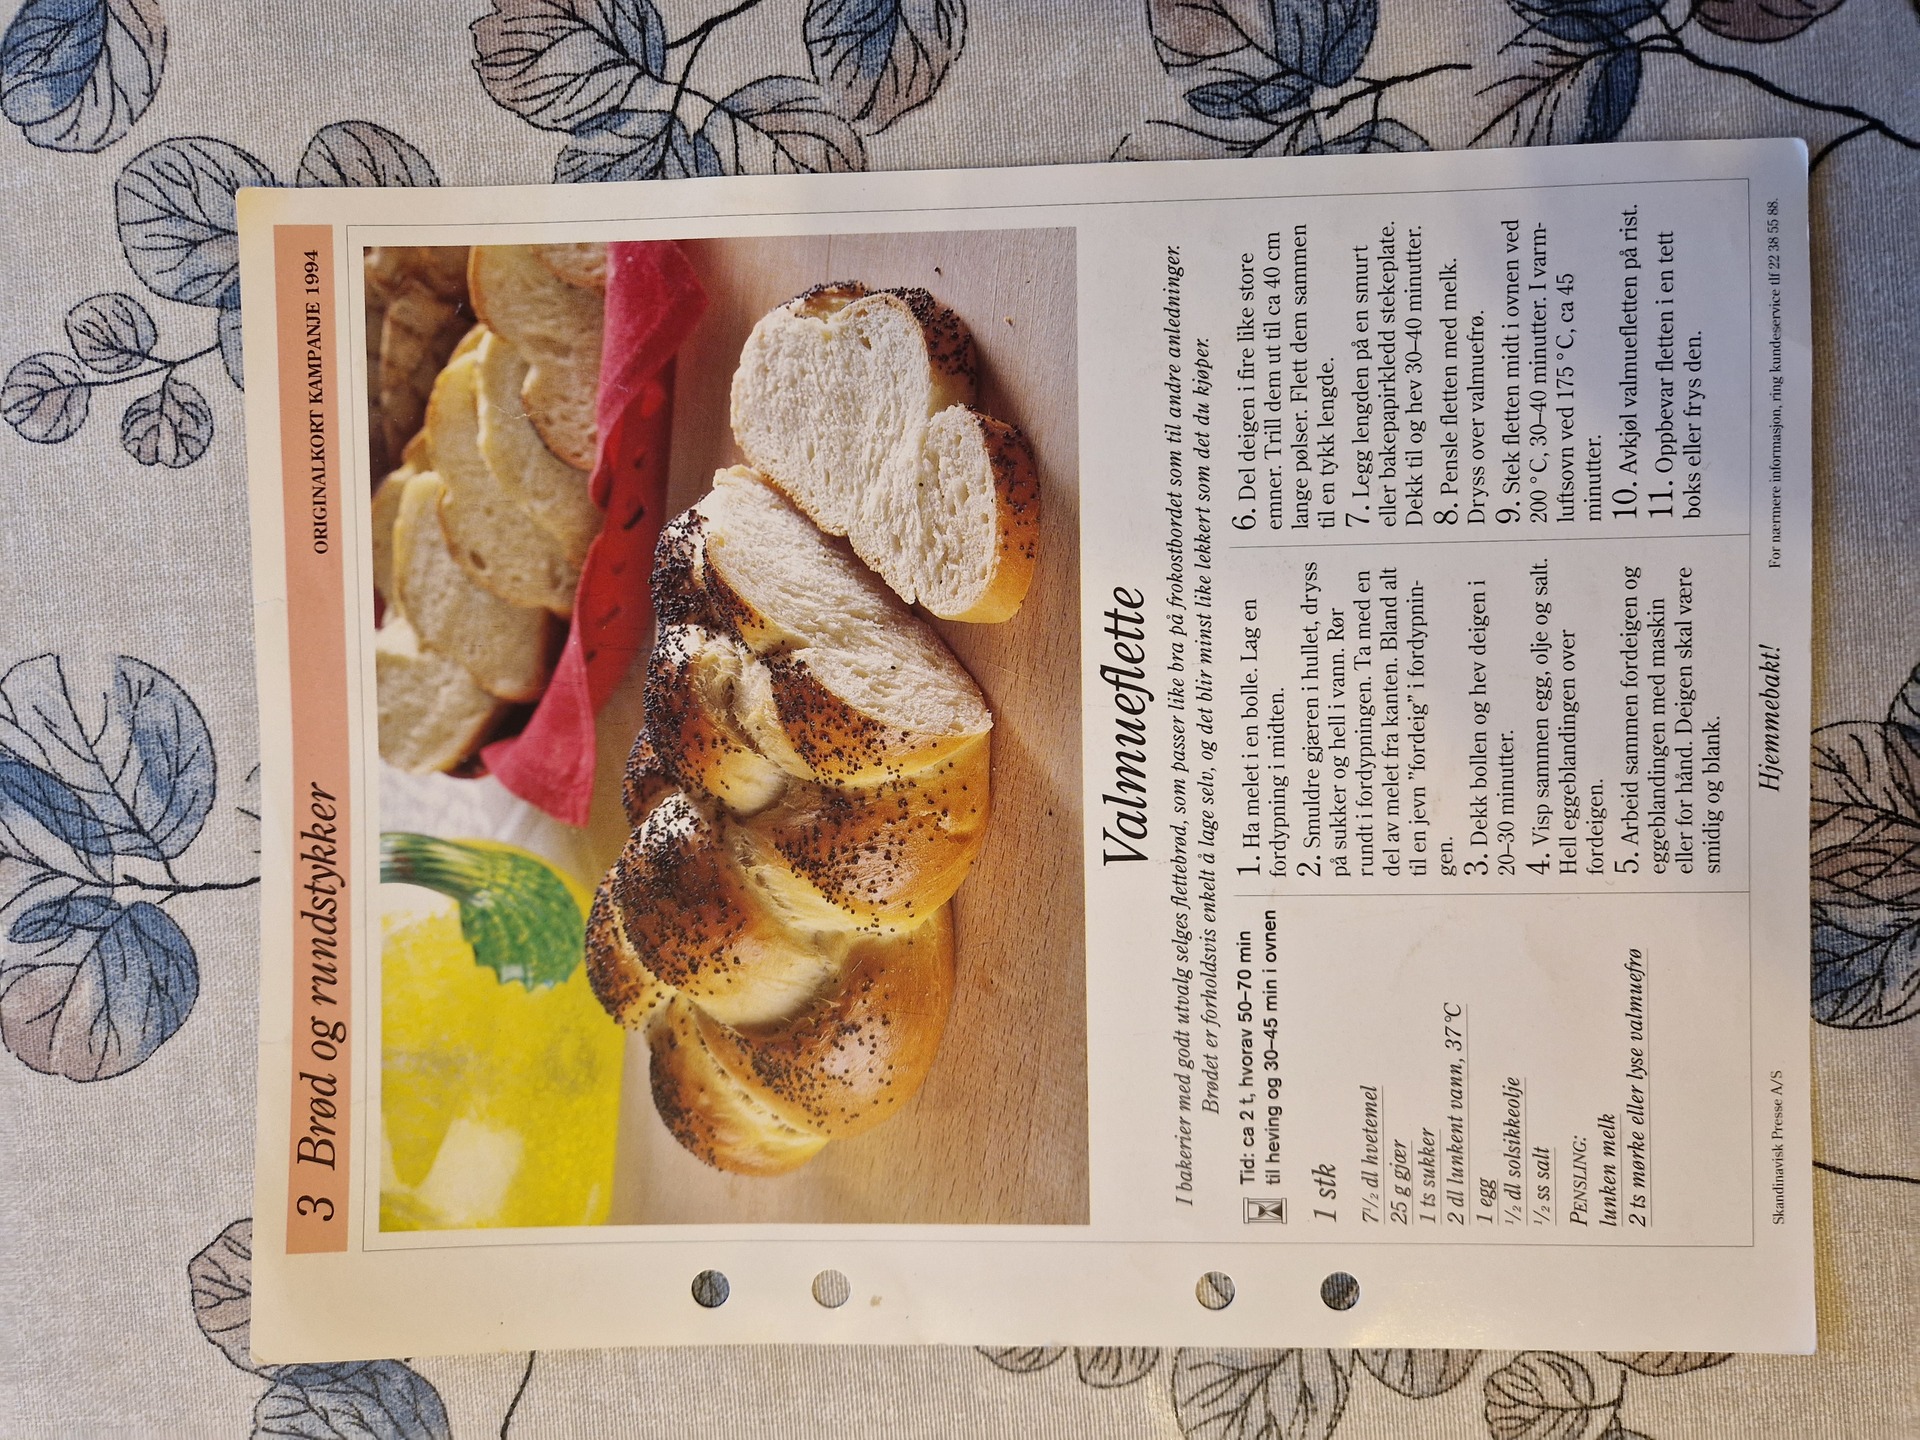 3 Brød og rundstykker
ORIGINALKORT KAMPANJE 1994
Valmueflette
I bakerier med godt utvalg selges flettebrød, som passer like bra på frokostbordet som til andre anledninger.
Brødet er forholdsvis enkelt å lage selv, og det blir minst like lekkert som det du kjøper.
Tid: ca 2 t, hvorav 50–70 min
til heving og 30–45 min i ovnen
1 stk
7 1/2 dl hvetemel
25 g gjær
1 ts sukker
2 dl lunkent vann, 37 °C
1 egg
1/2 dl solsikkeolje
1/2 ss salt
PENSLING:
lunken melk
2 ts mørke eller lyse valmuefrø
1. Ha melet i en bolle. Lag en
fordypning i midten.
2. Smuldre gjæren i hullet, dryss
på sukker og hell i vann. Rør
rundt i fordypningen. Ta med en
del av melet fra kanten. Bland alt
til en jevn ”fordeig” i fordypnin-
gen.
3. Dekk bollen og hev deigen i
20–30 minutter.
4. Visp sammen egg, olje og salt.
Hell eggeblandingen over
fordeigen.
5. Arbeid sammen fordeigen og
eggeblandingen med maskin
eller for hånd. Deigen skal være
smidig og blank.
6. Del deigen i fire like store
emner. Trill dem ut til ca 40 cm
lange pølser. Flett dem sammen
til en tykk lengde.
7. Legg lengden på en smurt
eller bakepapirkledd stekeplate.
Dekk til og hev 30–40 minutter.
8. Pensle fletten med melk.
Dryss over valmuefrø.
9. Stek fletten midt i ovnen ved
200 °C, 30–40 minutter. I varm-
luftsovn ved 175 °C, ca 45
minutter.
10. Avkjøl valmuefletten på rist.
11. Oppbevar fletten i en tett
boks eller frys den.
Skandinavisk Presse A/S
Hjemmebakt!
For nærmere informasjon, ring kundeservice tlf 22 38 55 88.